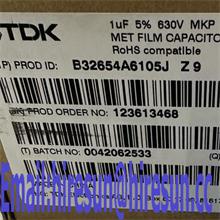 TDK
1uF 5% 630V MKP
MET FILM CAPACITO
RoHS compatible
P) PROD ID: B32654A6105J Z 9
PROD ORDER NO: 123613468
(T) BATCH NO: 0042062533